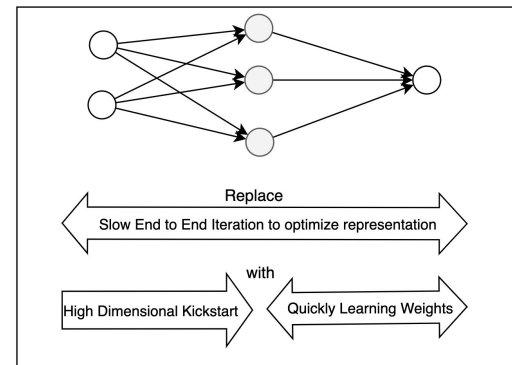 Replace
Slow End to End Iteration to optimize representation
with
High Dimensional Kickstart
Quickly Learning Weights